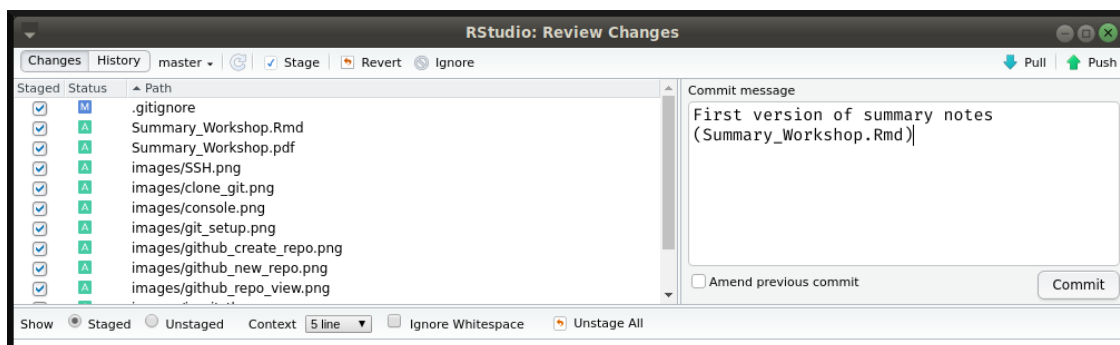 RStudio: Review Changes
Changes History master Stage Revert Ignore Pull Push
Staged Status Path
M .gitignore
A Summary_Workshop.Rmd
A Summary_Workshop.pdf
A images/SSH.png
A images/clone_git.png
A images/console.png
A images/git_setup.png
A images/github_create_repo.png
A images/github_new_repo.png
A images/github_repo_view.png
Commit message
First version of summary notes
(Summary_Workshop.Rmd)
Amend previous commit
Commit
Show Staged Unstaged Context 5 line Ignore Whitespace Unstage All